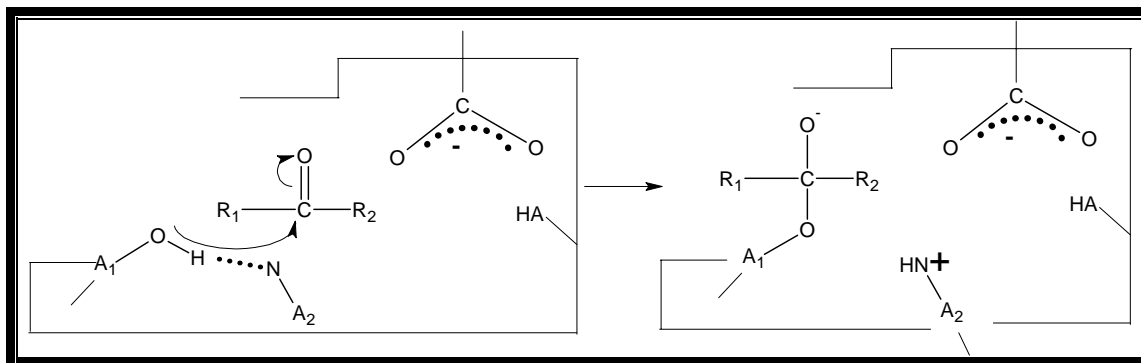 C
O - O
O
R₁ C R₂
HA
O H N
A₁
A₂
C
O⁻
O - O
R₁ C R₂
HA
O
A₁
HN+
A₂